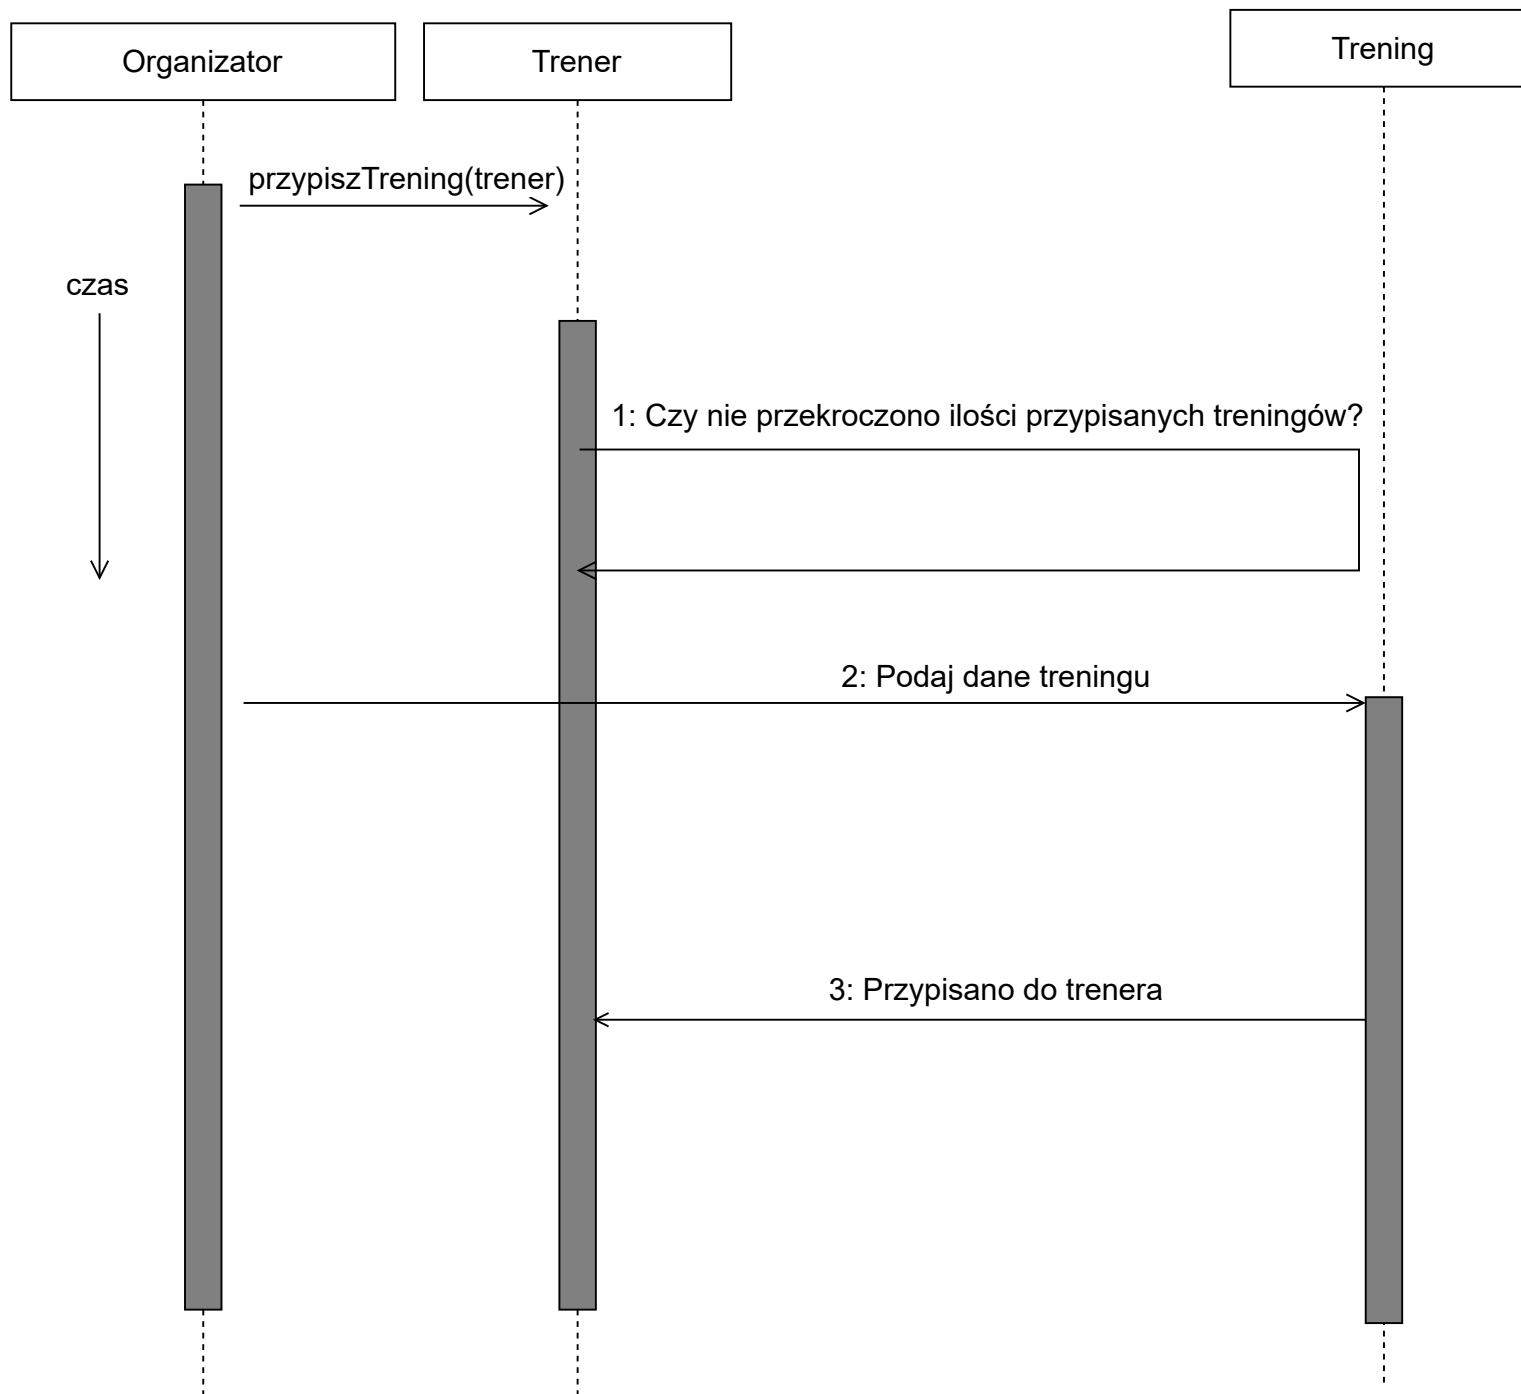 Organizator
Trener
Trening
przypiszTrening(trener)
czas
1: Czy nie przekroczono ilości przypisanych treningów?
2: Podaj dane treningu
3: Przypisano do trenera